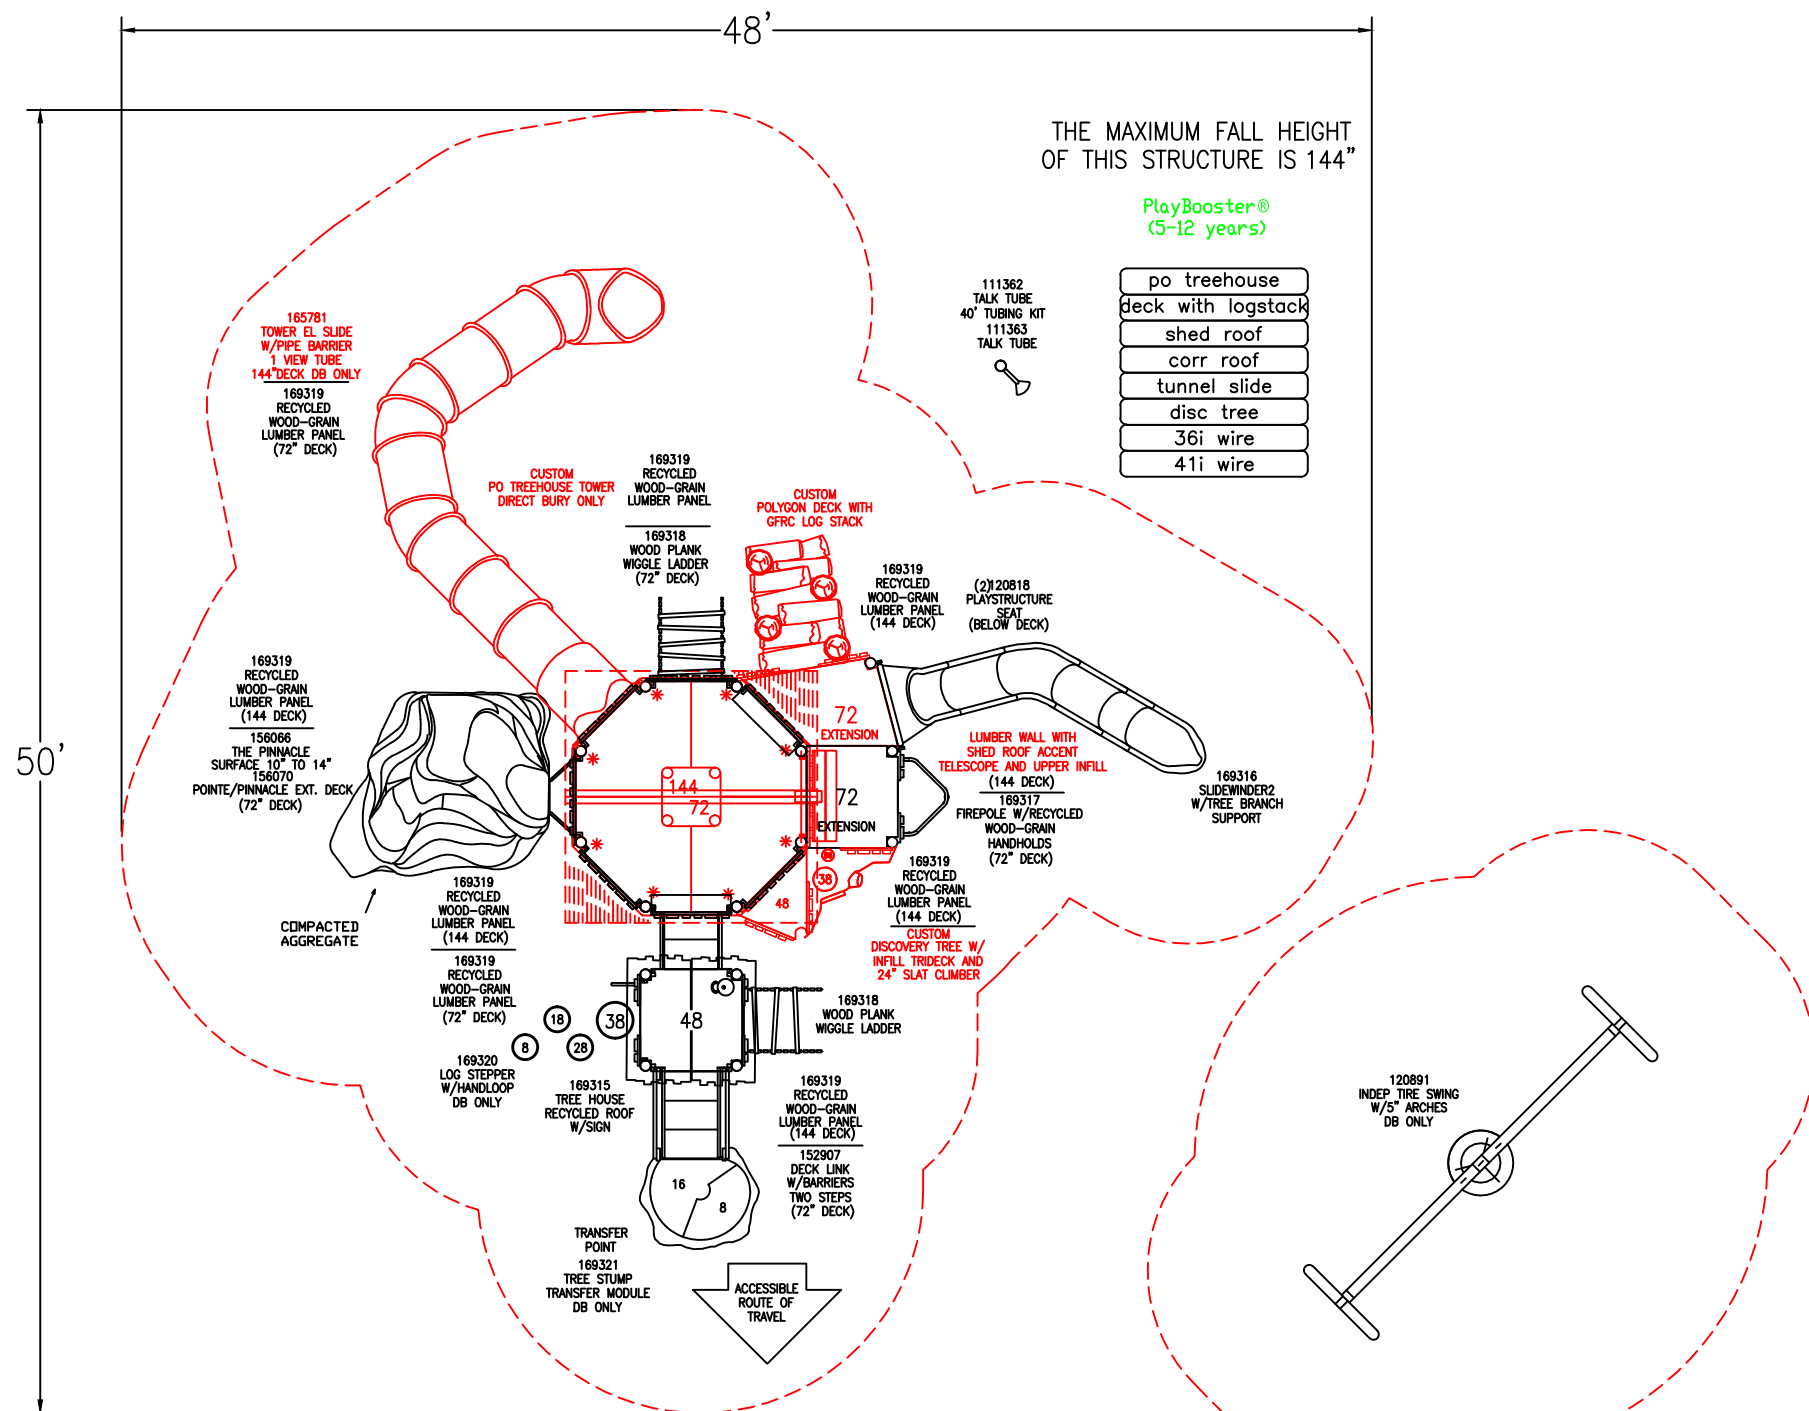 48'
50'
THE MAXIMUM FALL HEIGHT
OF THIS STRUCTURE IS 144"
PlayBooster®
(5-12 years)
po treehouse
deck with logstack
shed roof
corr roof
tunnel slide
disc tree
36i wire
41i wire
111362
TALK TUBE
40' TUBING KIT
111363
TALK TUBE
165781
TOWER EL SLIDE
W/PIPE BARRIER
1 VIEW TUBE
144"DECK DB ONLY
169319
RECYCLED
WOOD-GRAIN
LUMBER PANEL
(72" DECK)
CUSTOM
PO TREEHOUSE TOWER
DIRECT BURY ONLY
169319
RECYCLED
WOOD-GRAIN
LUMBER PANEL
169318
WOOD PLANK
WIGGLE LADDER
(72" DECK)
CUSTOM
POLYGON DECK WITH
GFRC LOG STACK
169319
RECYCLED
WOOD-GRAIN
LUMBER PANEL
(144 DECK)
(2)120818
PLAYSTRUCTURE
SEAT
(BELOW DECK)
169319
RECYCLED
WOOD-GRAIN
LUMBER PANEL
(144 DECK)
156066
THE PINNACLE
SURFACE 10" TO 14"
156070
POINTE/PINNACLE EXT. DECK
(72" DECK)
72
EXTENSION
144
72
72
EXTENSION
LUMBER WALL WITH
SHED ROOF ACCENT
TELESCOPE AND UPPER INFILL
(144 DECK)
169317
FIREPOLE W/RECYCLED
WOOD-GRAIN
HANDHOLDS
(72" DECK)
169316
SLIDEWINDER2
W/TREE BRANCH
SUPPORT
38
48
169319
RECYCLED
WOOD-GRAIN
LUMBER PANEL
(144 DECK)
CUSTOM
DISCOVERY TREE W/
INFILL TRIDECK AND
24" SLAT CLIMBER
COMPACTED
AGGREGATE
169319
RECYCLED
WOOD-GRAIN
LUMBER PANEL
(144 DECK)
169319
RECYCLED
WOOD-GRAIN
LUMBER PANEL
(72" DECK)
18
38
48
8
28
169318
WOOD PLANK
WIGGLE LADDER
169320
LOG STEPPER
W/HANDLOOP
DB ONLY
169315
TREE HOUSE
RECYCLED ROOF
W/SIGN
169319
RECYCLED
WOOD-GRAIN
LUMBER PANEL
(144 DECK)
152907
DECK LINK
W/BARRIERS
TWO STEPS
(72" DECK)
16
8
TRANSFER
POINT
169321
TREE STUMP
TRANSFER MODULE
DB ONLY
ACCESSIBLE
ROUTE OF
TRAVEL
120891
INDEP TIRE SWING
W/5" ARCHES
DB ONLY